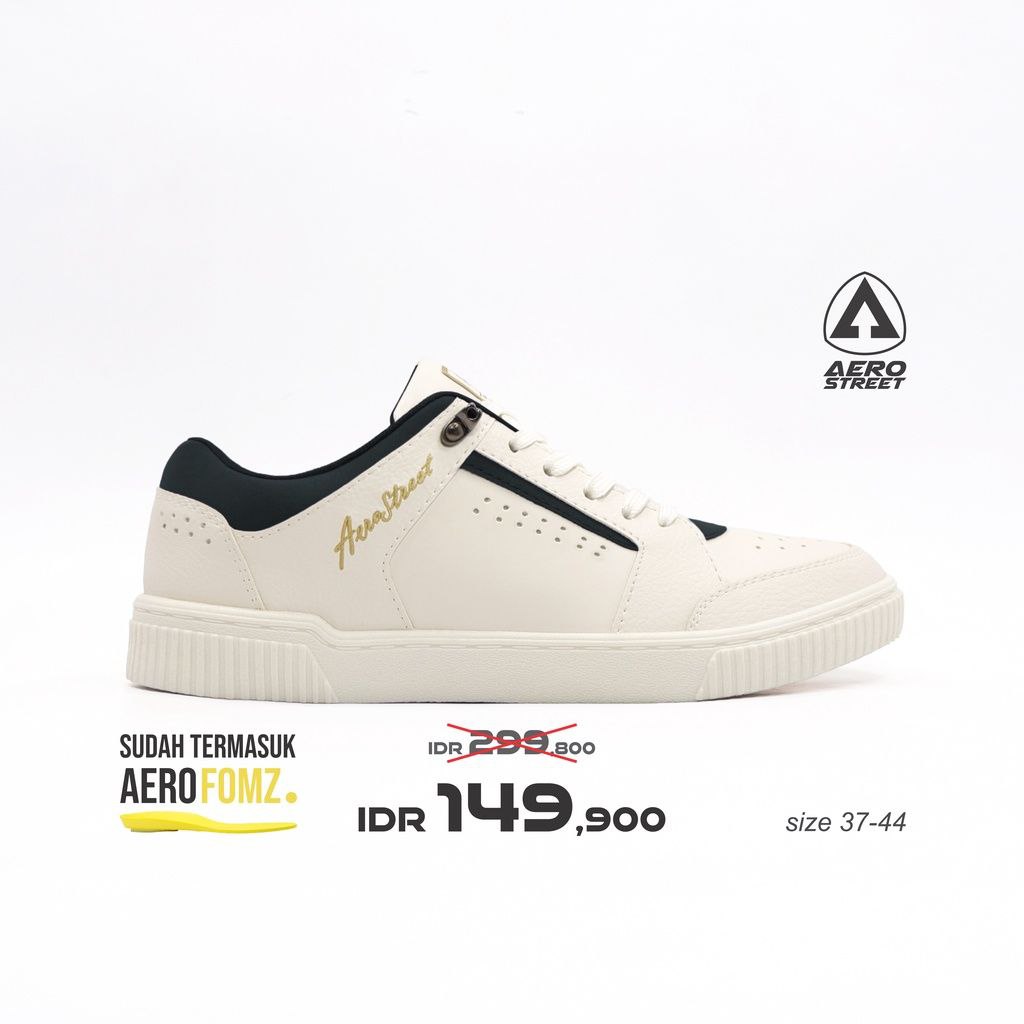 AERO
STREET
AeroStreet
SUDAH TERMASUK
AEROFOMZ.
IDR 299.800
IDR 149,900
size 37-44